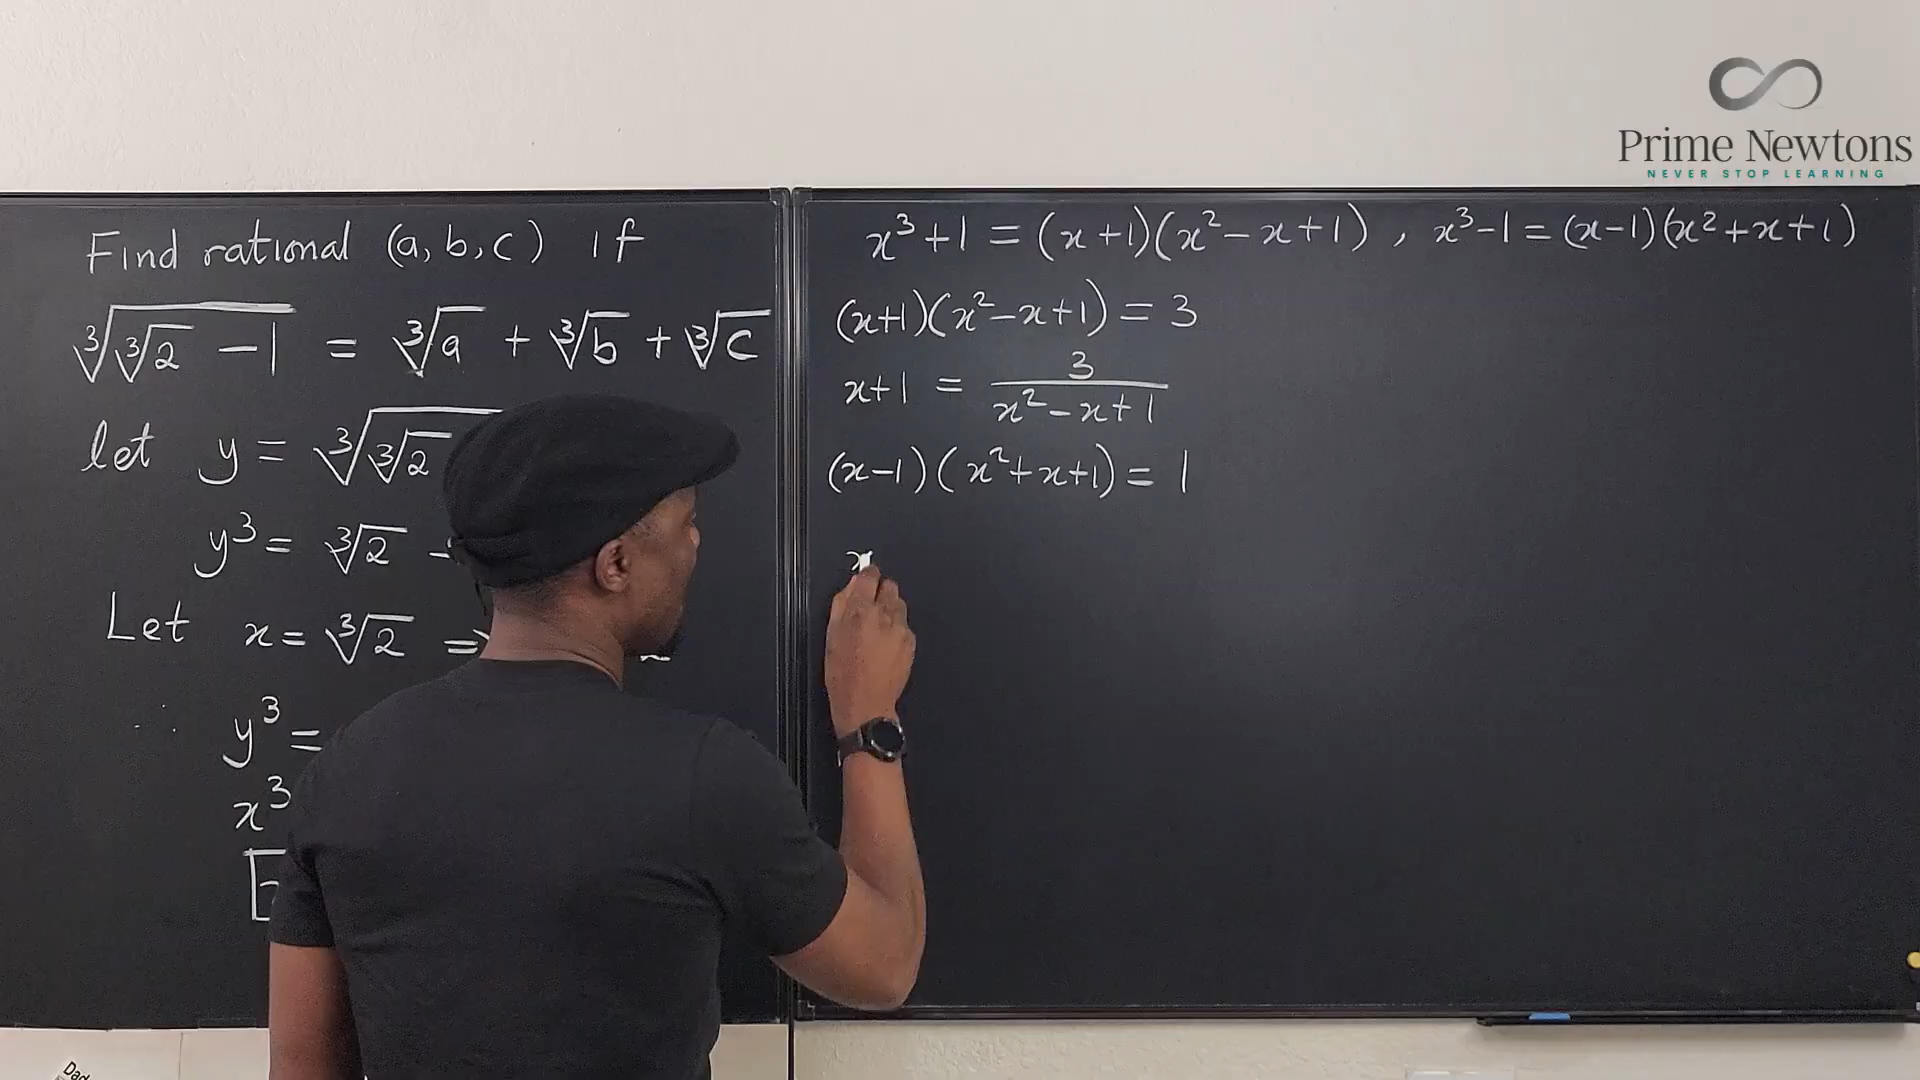 Prime Newtons
NEVER STOP LEARNING
Find rational (a, b, c) if
∛(∛2 − 1) = ∛a + ∛b + ∛c
let y = ∛(∛2
y³ = ∛2 −
Let x = ∛2 =
∴ y³ =
x³
x³ + 1 = (x + 1)(x² − x + 1) , x³ − 1 = (x − 1)(x² + x + 1)
(x + 1)(x² − x + 1) = 3
x + 1 = 3 / (x² − x + 1)
(x − 1)(x² + x + 1) = 1
x
Dad